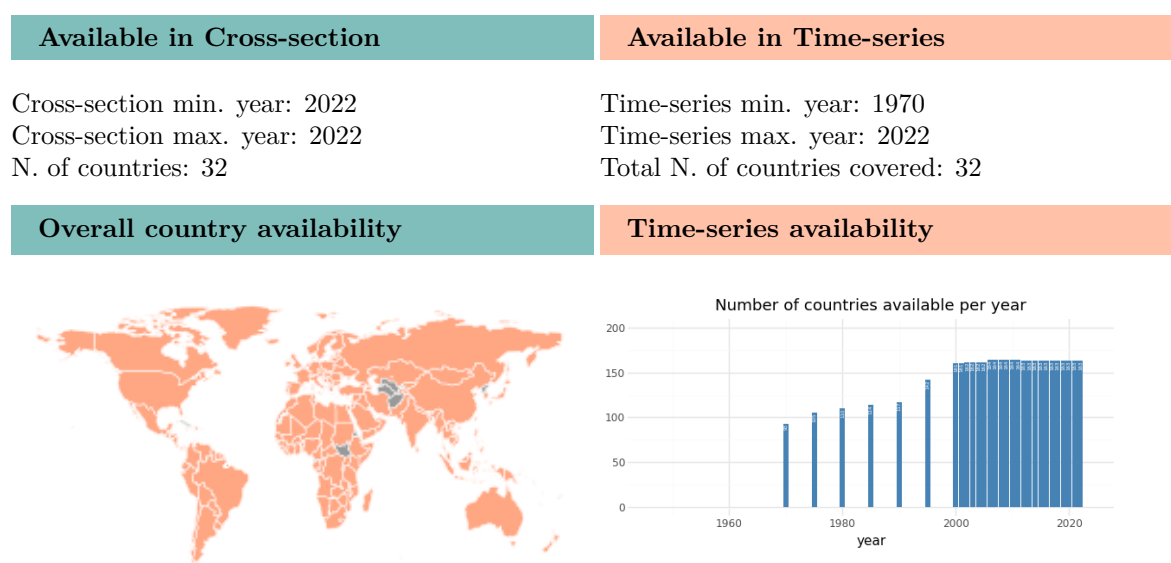 Available in Cross-section
Cross-section min. year: 2022
Cross-section max. year: 2022
N. of countries: 32
Available in Time-series
Time-series min. year: 1970
Time-series max. year: 2022
Total N. of countries covered: 32
Overall country availability
Time-series availability
Number of countries available per year
200
150
100
50
0
1960
1980
2000
2020
year